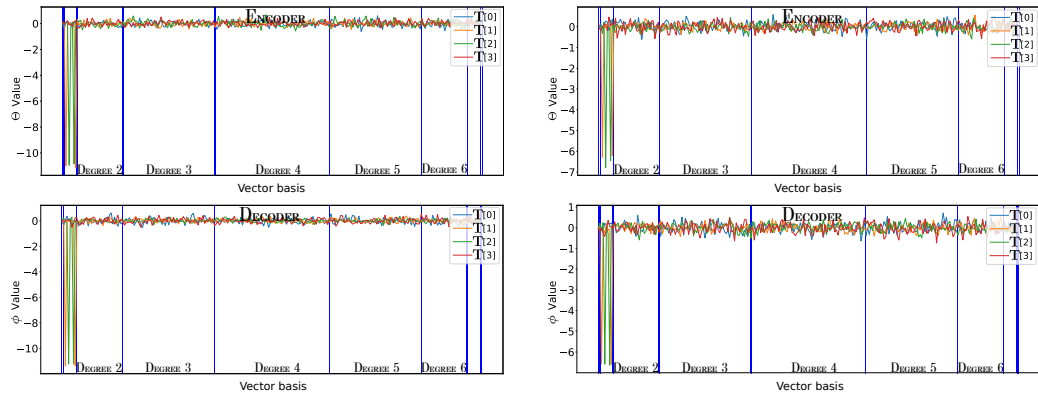 Encoder
T[0]
T[1]
T[2]
T[3]
0
−2
−4
−6
−8
−10
Θ Value
Degree 2 Degree 3 Degree 4 Degree 5 Degree 6
Vector basis
Encoder
T[0]
T[1]
T[2]
T[3]
0
−1
−2
−3
−4
−5
−6
−7
Θ Value
Degree 2 Degree 3 Degree 4 Degree 5 Degree 6
Vector basis
Decoder
T[0]
T[1]
T[2]
T[3]
0
−2
−4
−6
−8
−10
ϕ Value
Degree 2 Degree 3 Degree 4 Degree 5 Degree 6
Vector basis
Decoder
T[0]
T[1]
T[2]
T[3]
1
0
−1
−2
−3
−4
−5
−6
ϕ Value
Degree 2 Degree 3 Degree 4 Degree 5 Degree 6
Vector basis